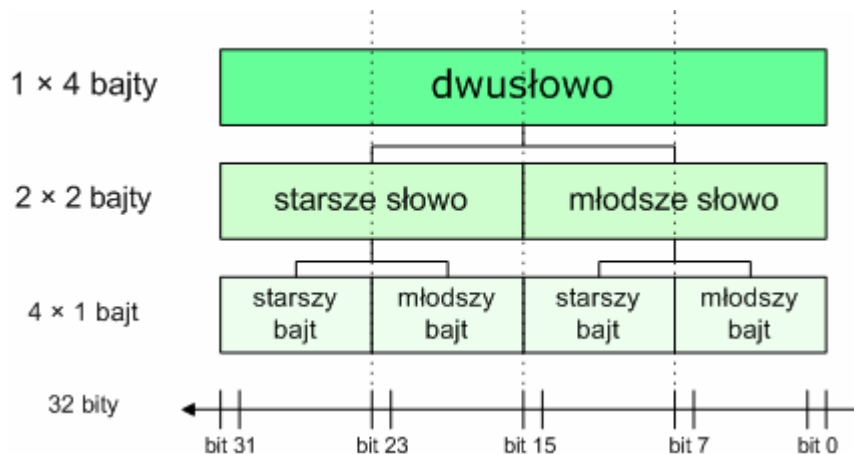 1 × 4 bajty
dwusłowo
2 × 2 bajty
starsze słowo
młodsze słowo
4 × 1 bajt
starszy
bajt
młodszy
bajt
starszy
bajt
młodszy
bajt
32 bity
bit 31
bit 23
bit 15
bit 7
bit 0